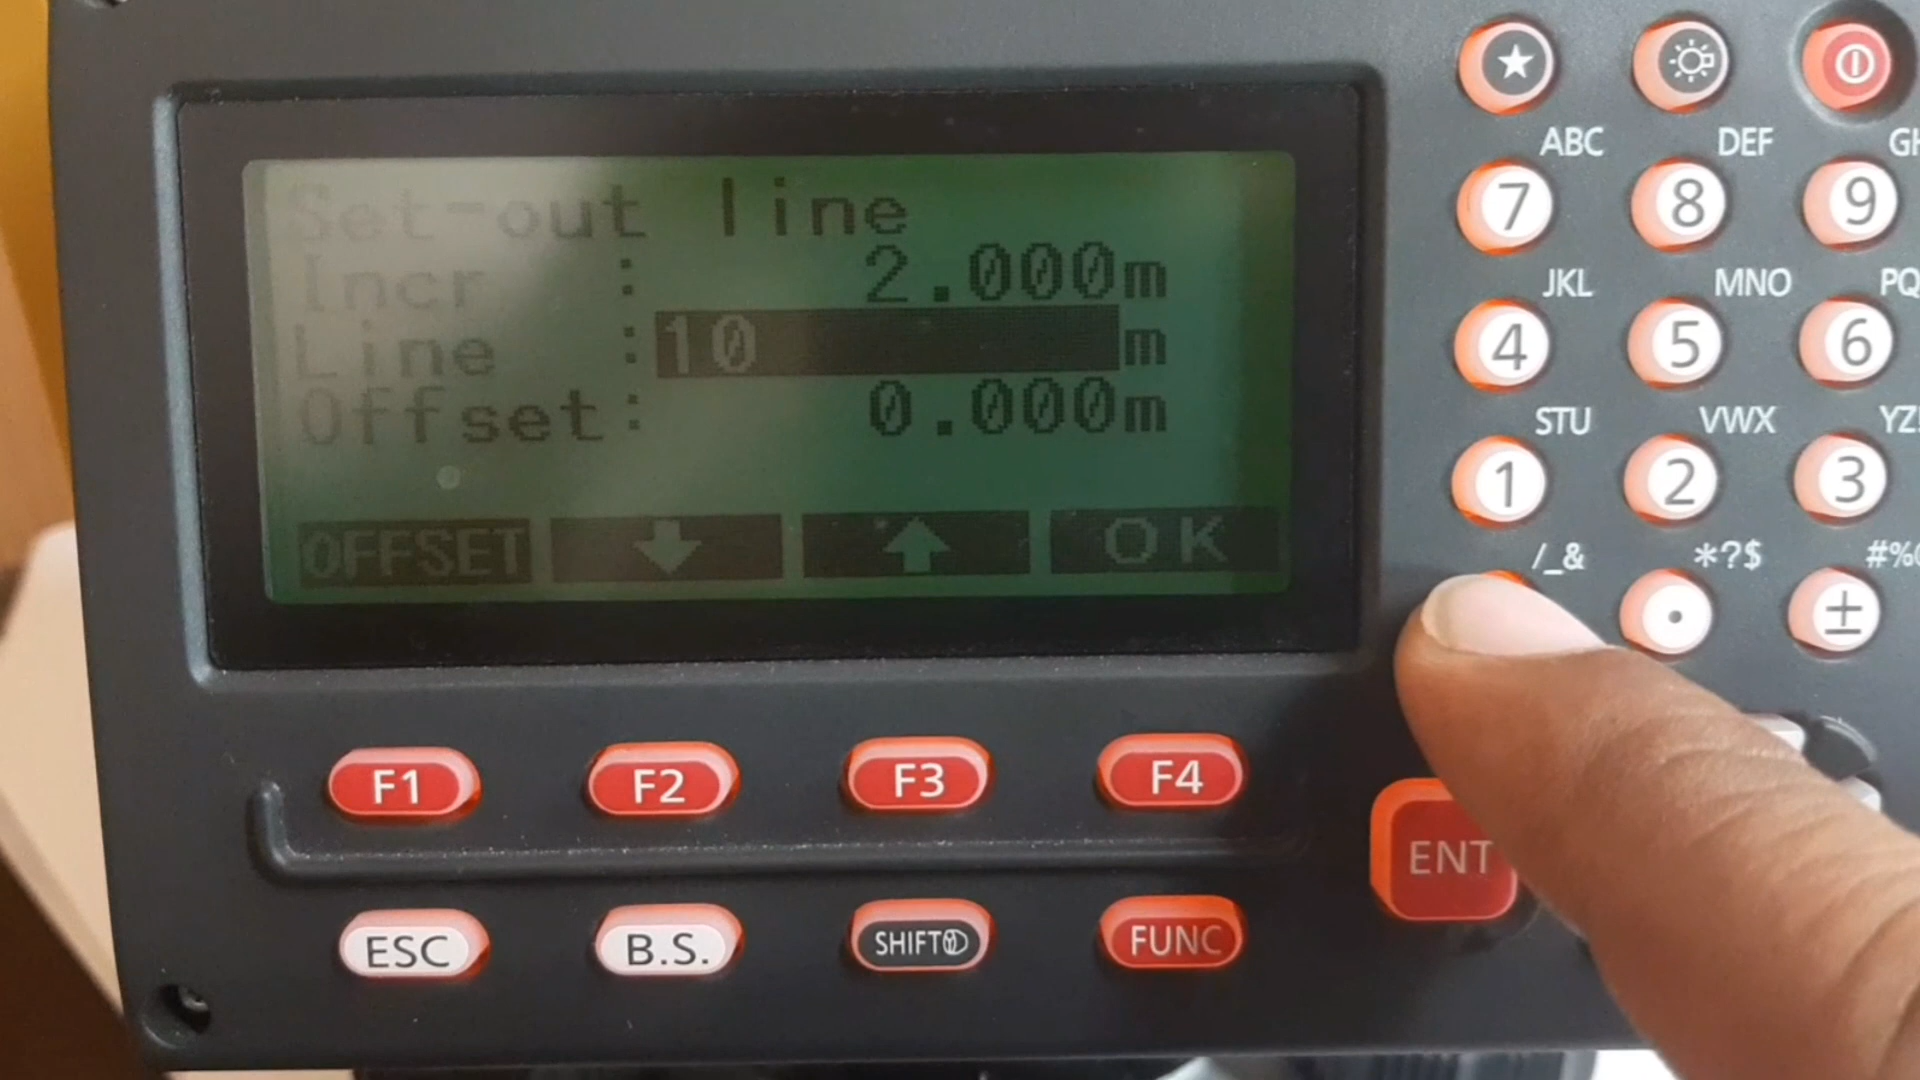 Set-out line
Incr : 2.000m
Line : 10 m
Offset: 0.000m
OFFSET OK
ABC DEF
7 8 9
JKL MNO PQ
4 5 6
STU VWX YZ!
1 2 3
/_& *?$ #%
. ±
F1 F2 F3 F4
ENT
ESC B.S. SHIFT FUNC